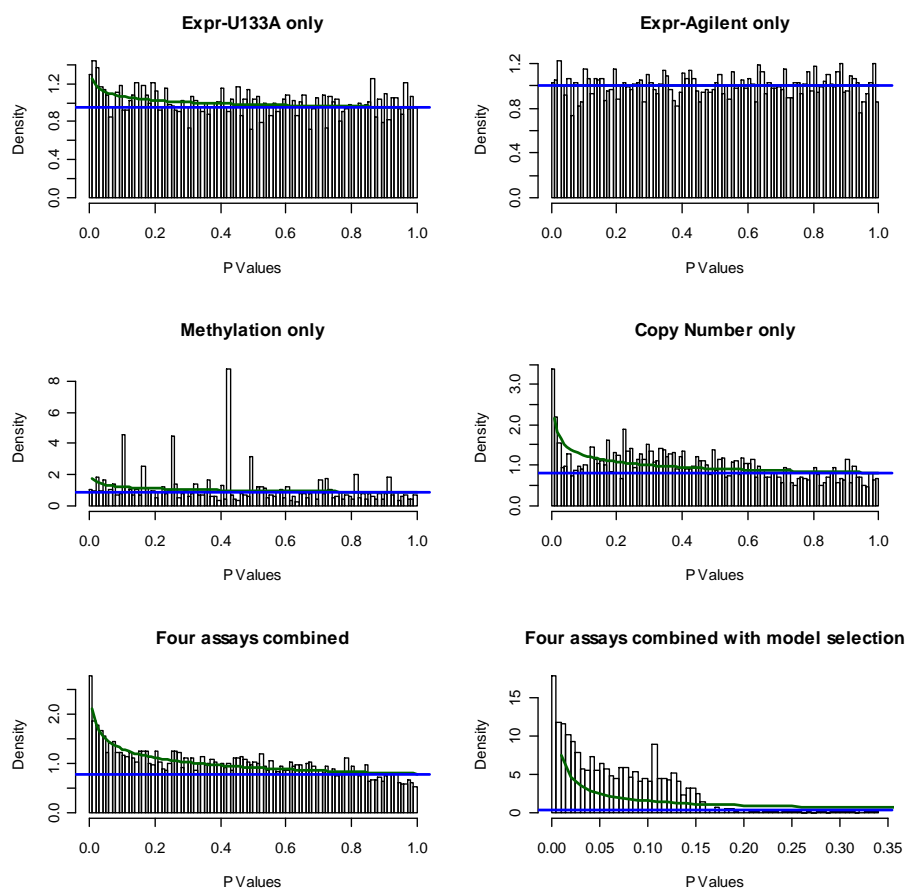 Expr-U133A only
Expr-Agilent only
Density
0.0 0.4 0.8 1.2
0.0 0.2 0.4 0.6 0.8 1.0
P Values
Density
0.0 0.4 0.8 1.2
0.0 0.2 0.4 0.6 0.8 1.0
P Values
Methylation only
Copy Number only
Density
0 2 4 6 8
0.0 0.2 0.4 0.6 0.8 1.0
P Values
Density
0.0 1.0 2.0 3.0
0.0 0.2 0.4 0.6 0.8 1.0
P Values
Four assays combined
Four assays combined with model selection
Density
0.0 1.0 2.0
0.0 0.2 0.4 0.6 0.8 1.0
P Values
Density
0 5 10 15
0.00 0.05 0.10 0.15 0.20 0.25 0.30 0.35
P Values